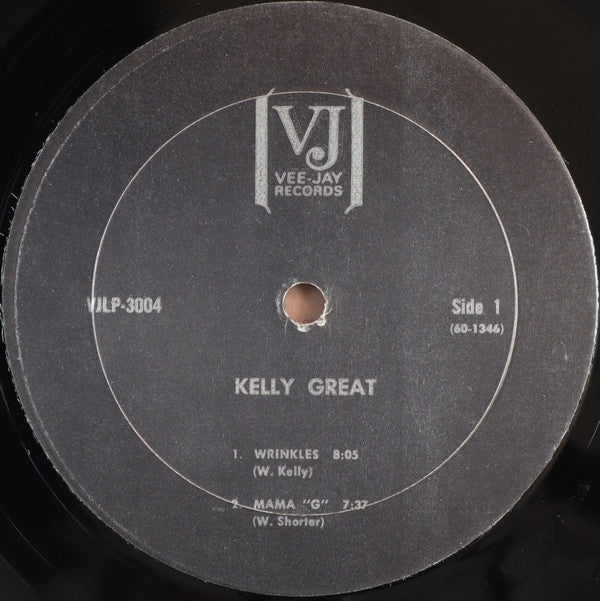 VJ
VEE-JAY
RECORDS
VJLP-3004
Side 1
(60-1346)
KELLY GREAT
1. WRINKLES 8:05
(W. Kelly)
2. MAMA "G" 7:37
(W. Shorter)